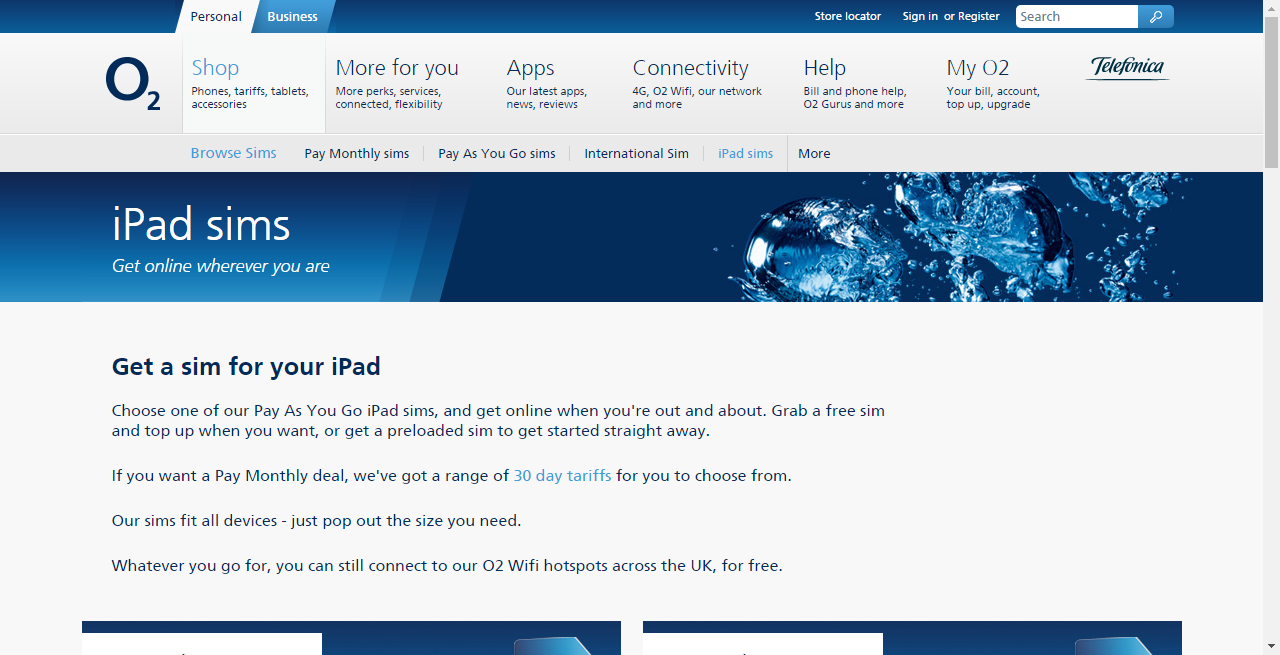 Personal
Business
Store locator
Sign in or Register
Search
O2
Shop
Phones, tariffs, tablets,
accessories
More for you
More perks, services,
connected, flexibility
Apps
Our latest apps,
news, reviews
Connectivity
4G, O2 Wifi, our network
and more
Help
Bill and phone help,
O2 Gurus and more
My O2
Your bill, account,
top up, upgrade
Telefónica
Browse Sims
Pay Monthly sims
Pay As You Go sims
International Sim
iPad sims
More
iPad sims
Get online wherever you are
Get a sim for your iPad
Choose one of our Pay As You Go iPad sims, and get online when you're out and about. Grab a free sim
and top up when you want, or get a preloaded sim to get started straight away.
If you want a Pay Monthly deal, we've got a range of 30 day tariffs for you to choose from.
Our sims fit all devices - just pop out the size you need.
Whatever you go for, you can still connect to our O2 Wifi hotspots across the UK, for free.